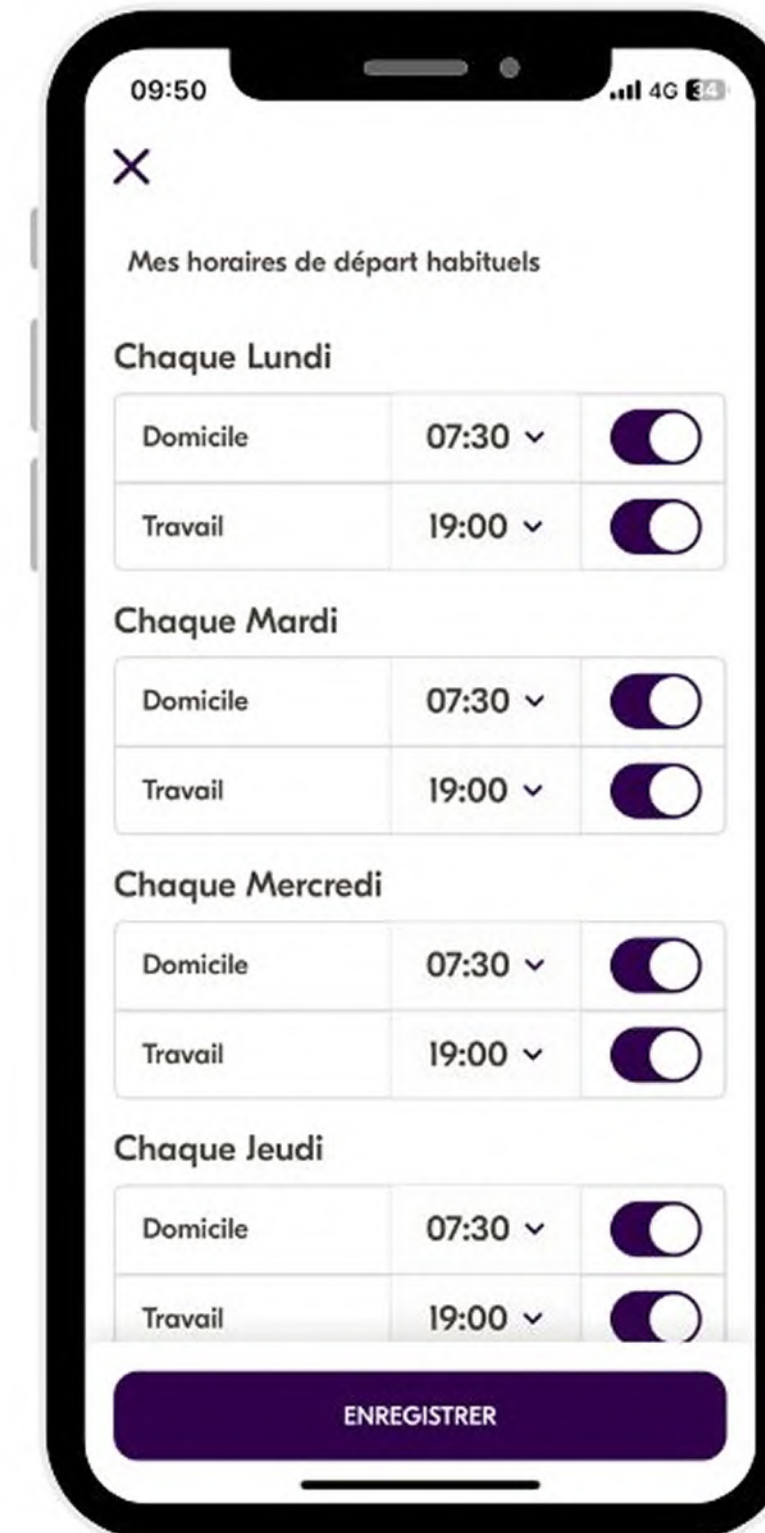 09:50 4G 34
Mes horaires de départ habituels
Chaque Lundi
Domicile 07:30
Travail 19:00
Chaque Mardi
Domicile 07:30
Travail 19:00
Chaque Mercredi
Domicile 07:30
Travail 19:00
Chaque Jeudi
Domicile 07:30
Travail 19:00
ENREGISTRER